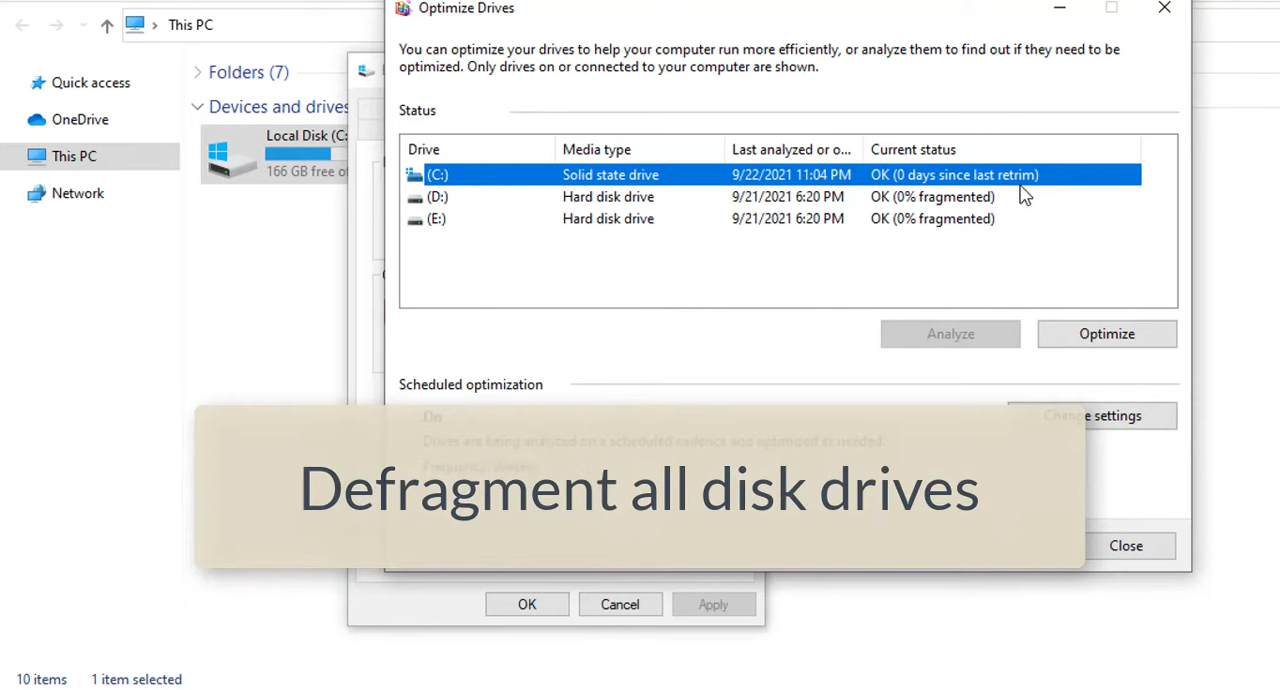 This PC
Optimize Drives
You can optimize your drives to help your computer run more efficiently, or analyze them to find out if they need to be
optimized. Only drives on or connected to your computer are shown.
Quick access
OneDrive
This PC
Network
Folders (7)
Devices and drives
Local Disk (C:
166 GB free of
Status
Drive Media type Last analyzed or o... Current status
(C:) Solid state drive 9/22/2021 11:04 PM OK (0 days since last retrim)
(D:) Hard disk drive 9/21/2021 6:20 PM OK (0% fragmented)
(E:) Hard disk drive 9/21/2021 6:20 PM OK (0% fragmented)
Analyze Optimize
Scheduled optimization
On
Change settings
Drives are being analyzed on a scheduled cadence and optimized as needed.
Defragment all disk drives
Close
OK Cancel Apply
10 items 1 item selected